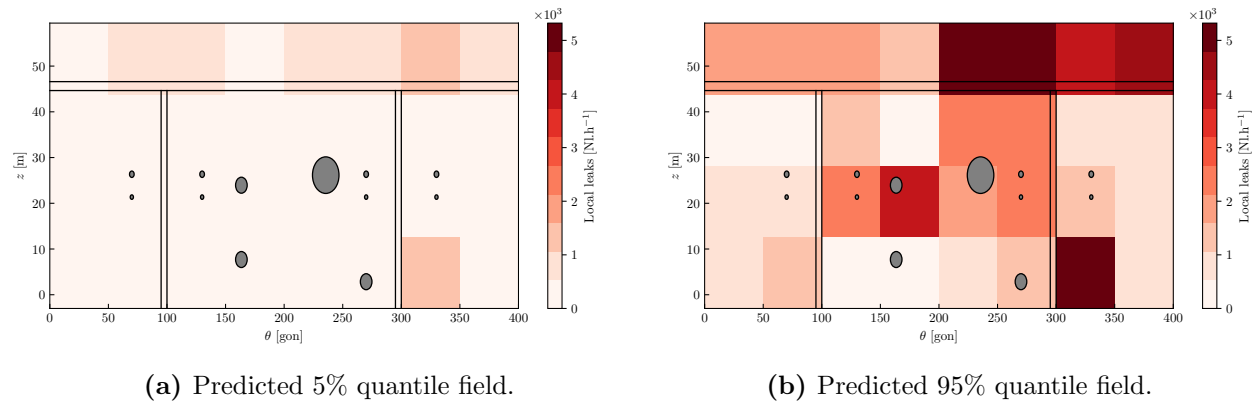 ×10³
50
40
30
20
10
0
z [m]
0 50 100 150 200 250 300 350 400
θ [gon]
5
4
3
2
1
0
Local leaks [Nl.h⁻¹]
(a) Predicted 5% quantile field.
×10³
50
40
30
20
10
0
z [m]
0 50 100 150 200 250 300 350 400
θ [gon]
5
4
3
2
1
0
Local leaks [Nl.h⁻¹]
(b) Predicted 95% quantile field.